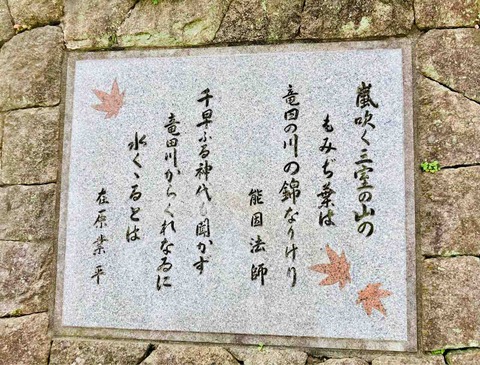 嵐吹く三室の山の
もみぢ葉は
竜田の川の錦なりけり
能因法師
千早ふる神代も聞かず
竜田川からくれなゐに
水くゝるとは
在原業平